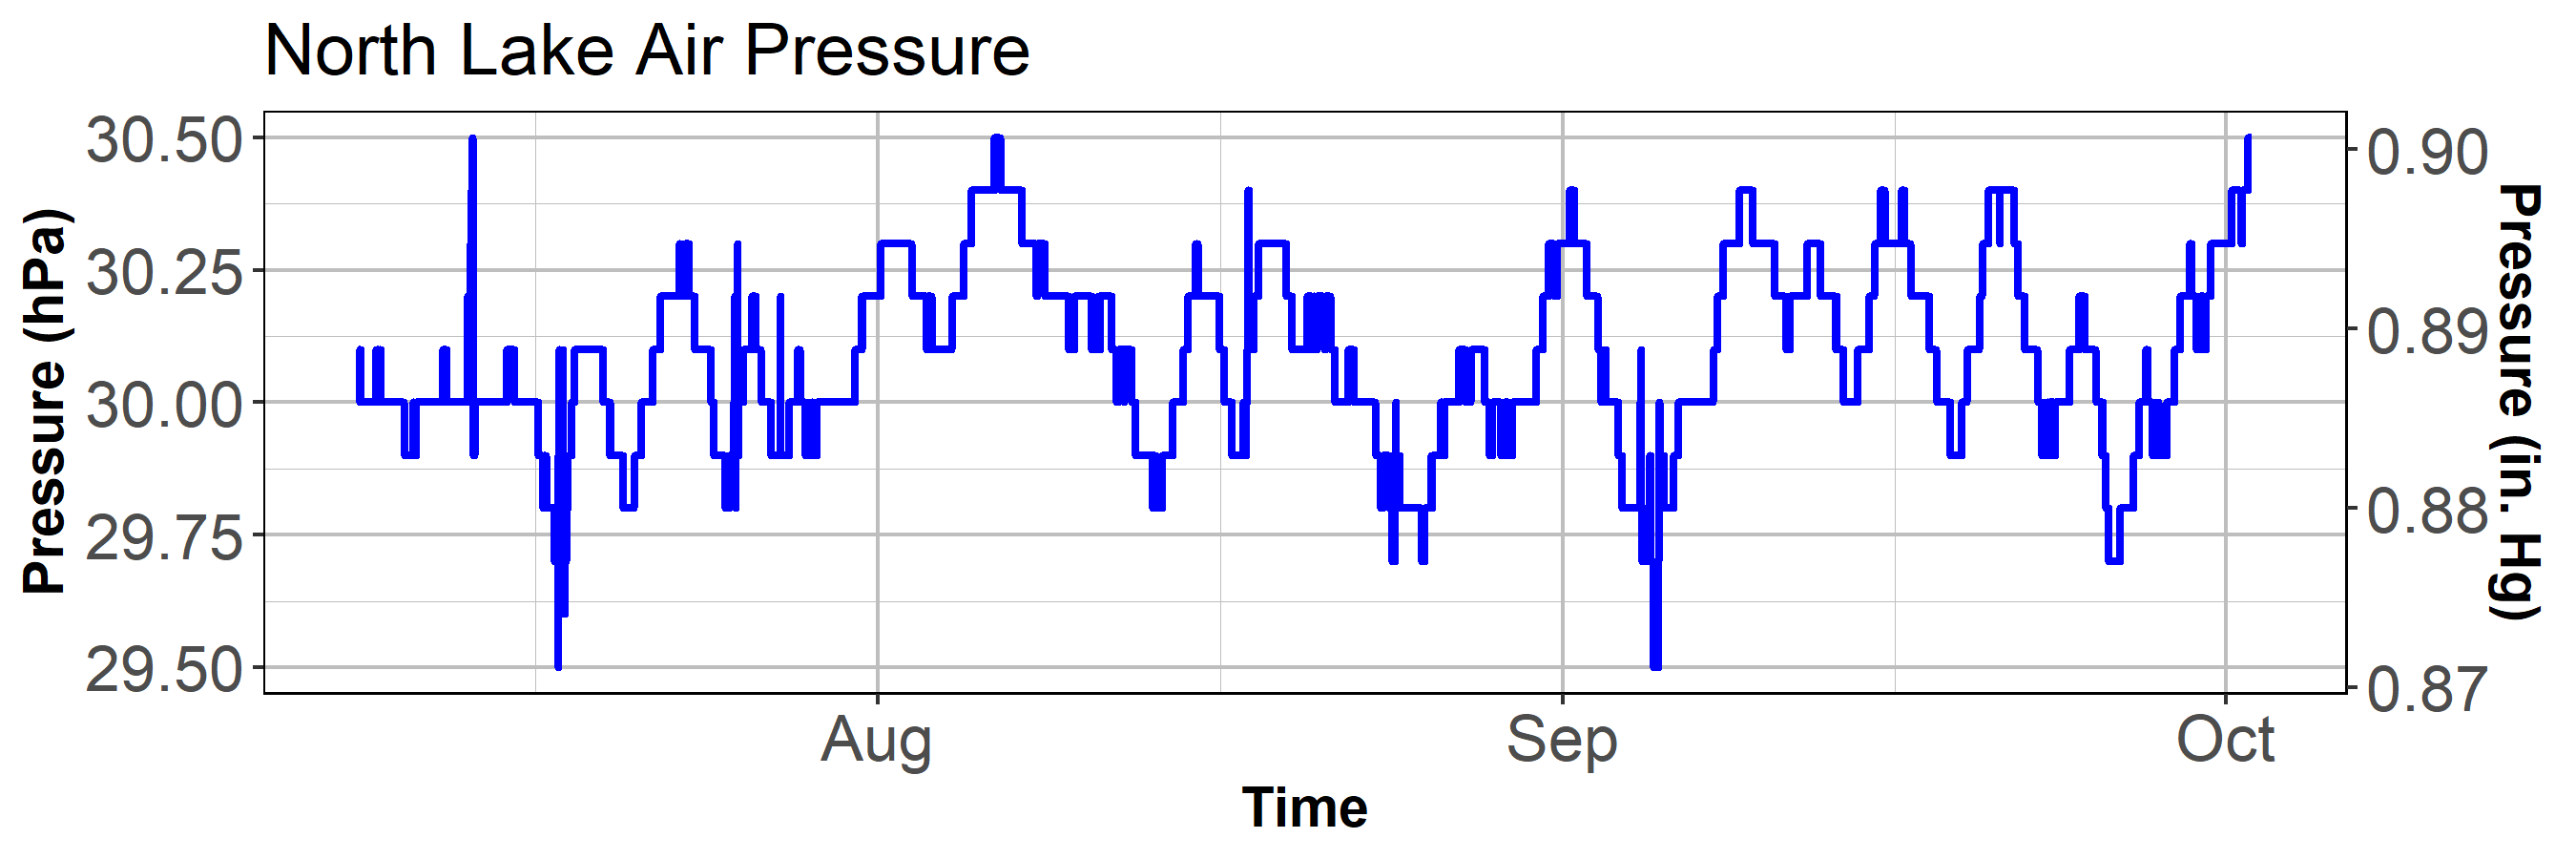 North Lake Air Pressure
Pressure (hPa)
30.50
30.25
30.00
29.75
29.50
0.90
0.89
0.88
0.87
Pressure (in. Hg)
Aug
Sep
Oct
Time